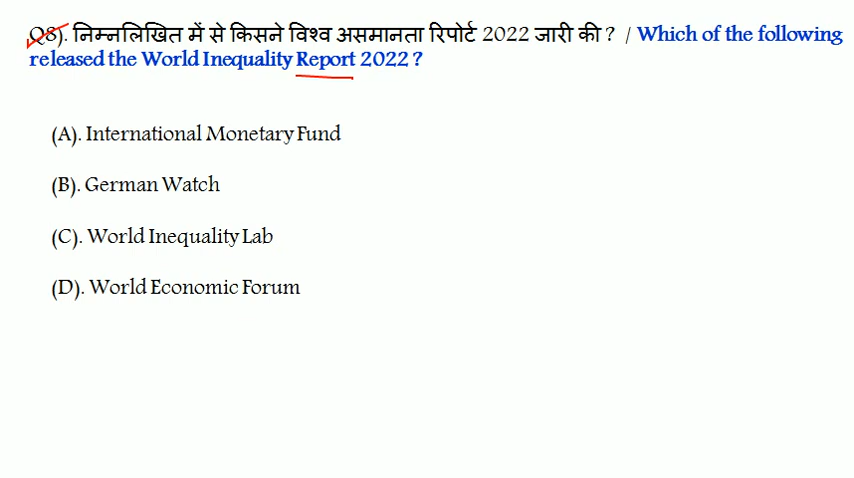 Q8). निम्नलिखित में से किसने विश्व असमानता रिपोर्ट 2022 जारी की ? / Which of the following
released the World Inequality Report 2022 ?
(A). International Monetary Fund
(B). German Watch
(C). World Inequality Lab
(D). World Economic Forum